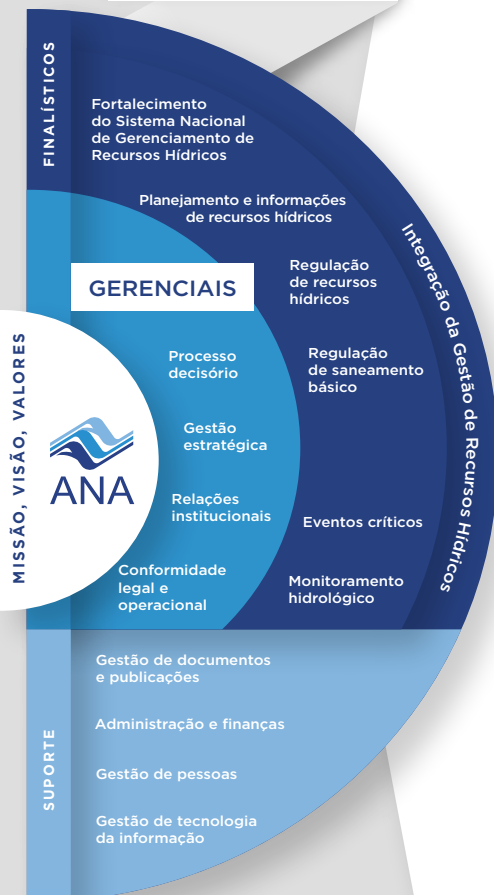 FINALÍSTICOS
Fortalecimento
do Sistema Nacional
de Gerenciamento de
Recursos Hídricos
Planejamento e informações
de recursos hídricos
Regulação
de recursos
hídricos
Regulação
de saneamento
básico
Eventos críticos
Monitoramento
hidrológico
Integração da Gestão de Recursos Hídricos
GERENCIAIS
Processo
decisório
Gestão
estratégica
Relações
institucionais
Conformidade
legal e
operacional
MISSÃO, VISÃO, VALORES
ANA
SUPORTE
Gestão de documentos
e publicações
Administração e finanças
Gestão de pessoas
Gestão de tecnologia
da informação